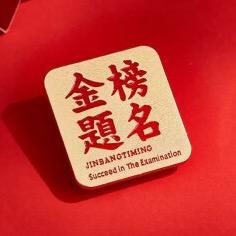 金榜
題名
JINBANGTIMING
Succeed in The Examination